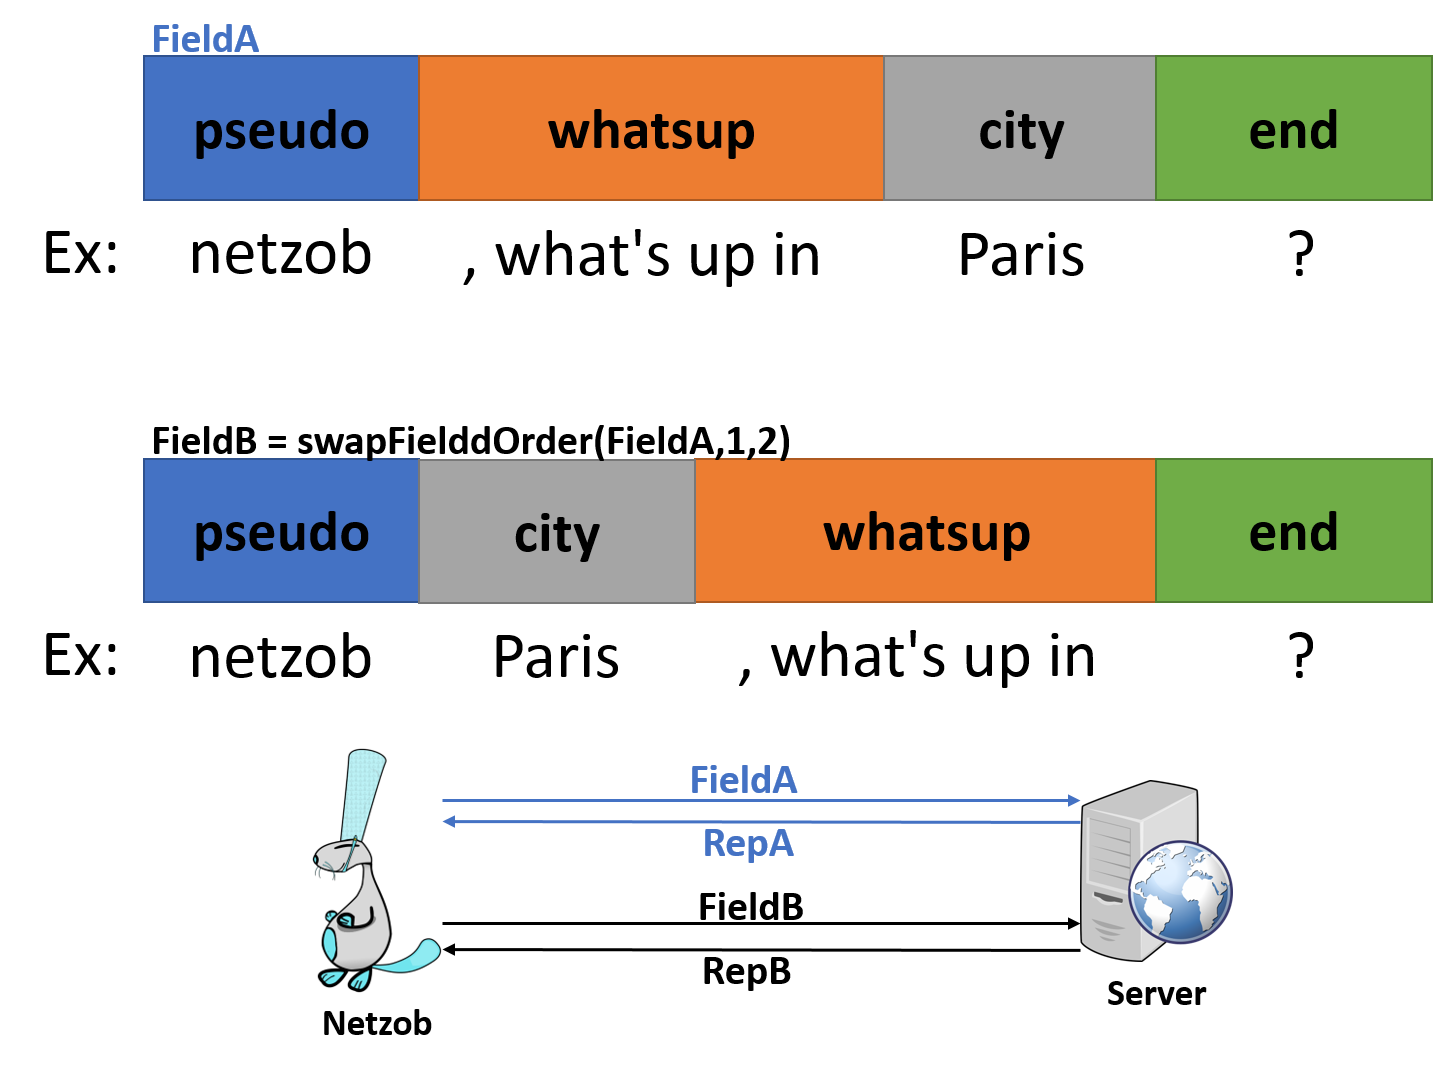 FieldA
pseudo whatsup city end
Ex: netzob , what's up in Paris ?
FieldB = swapFielddOrder(FieldA,1,2)
pseudo city whatsup end
Ex: netzob Paris , what's up in ?
FieldA
RepA
FieldB
RepB
Server
Netzob